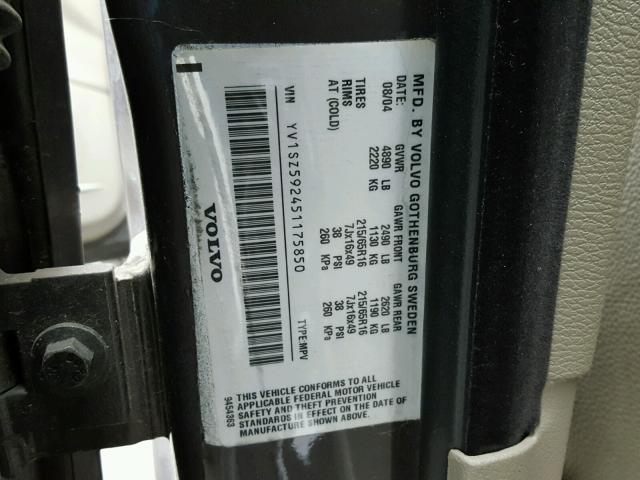 MFD. BY VOLVO GOTHENBURG SWEDEN
08/04 GVWR GAWR FRONT GAWR REAR
4890 LB 2490 LB 2620 LB
2220 KG 1130 KG 1190 KG
TIRES 215/65R16 215/65R16
RIMS 7Jx16x49 7Jx16x49
AT (COLD) 38 PSI 38 PSI
260 KPa 260 KPa
VIN YV1SZ592451175850 TYPE:MPV
VOLVO
THIS VEHICLE CONFORMS TO ALL
APPLICABLE FEDERAL MOTOR VEHICLE
SAFETY AND THEFT PREVENTION
STANDARDS IN EFFECT ON THE DATE
OF MANUFACTURE SHOWN ABOVE
9454363